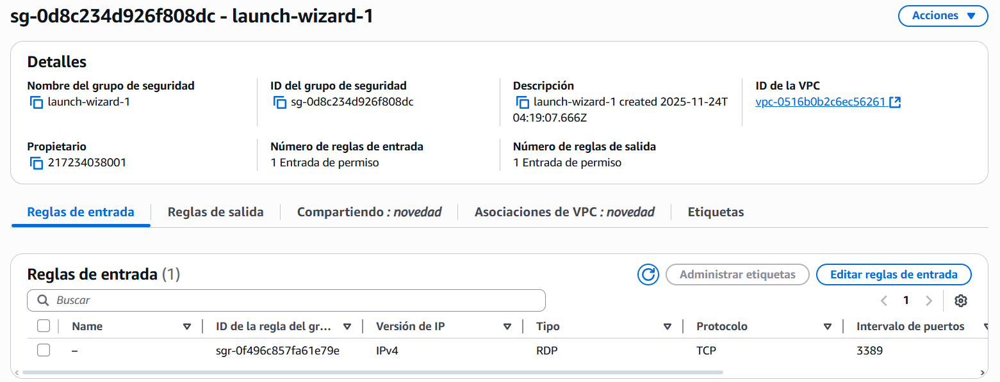 sg-0d8c234d926f808dc - launch-wizard-1
Acciones
Detalles
Nombre del grupo de seguridad
launch-wizard-1
ID del grupo de seguridad
sg-0d8c234d926f808dc
Descripción
launch-wizard-1 created 2025-11-24T
04:19:07.666Z
ID de la VPC
vpc-0516b0b2c6ec56261
Propietario
217234038001
Número de reglas de entrada
1 Entrada de permiso
Número de reglas de salida
1 Entrada de permiso
Reglas de entrada
Reglas de salida
Compartiendo : novedad
Asociaciones de VPC : novedad
Etiquetas
Reglas de entrada (1)
Administrar etiquetas
Editar reglas de entrada
Buscar
1
Name
ID de la regla del gr...
Versión de IP
Tipo
Protocolo
Intervalo de puertos
–
sgr-0f496c857fa61e79e
IPv4
RDP
TCP
3389